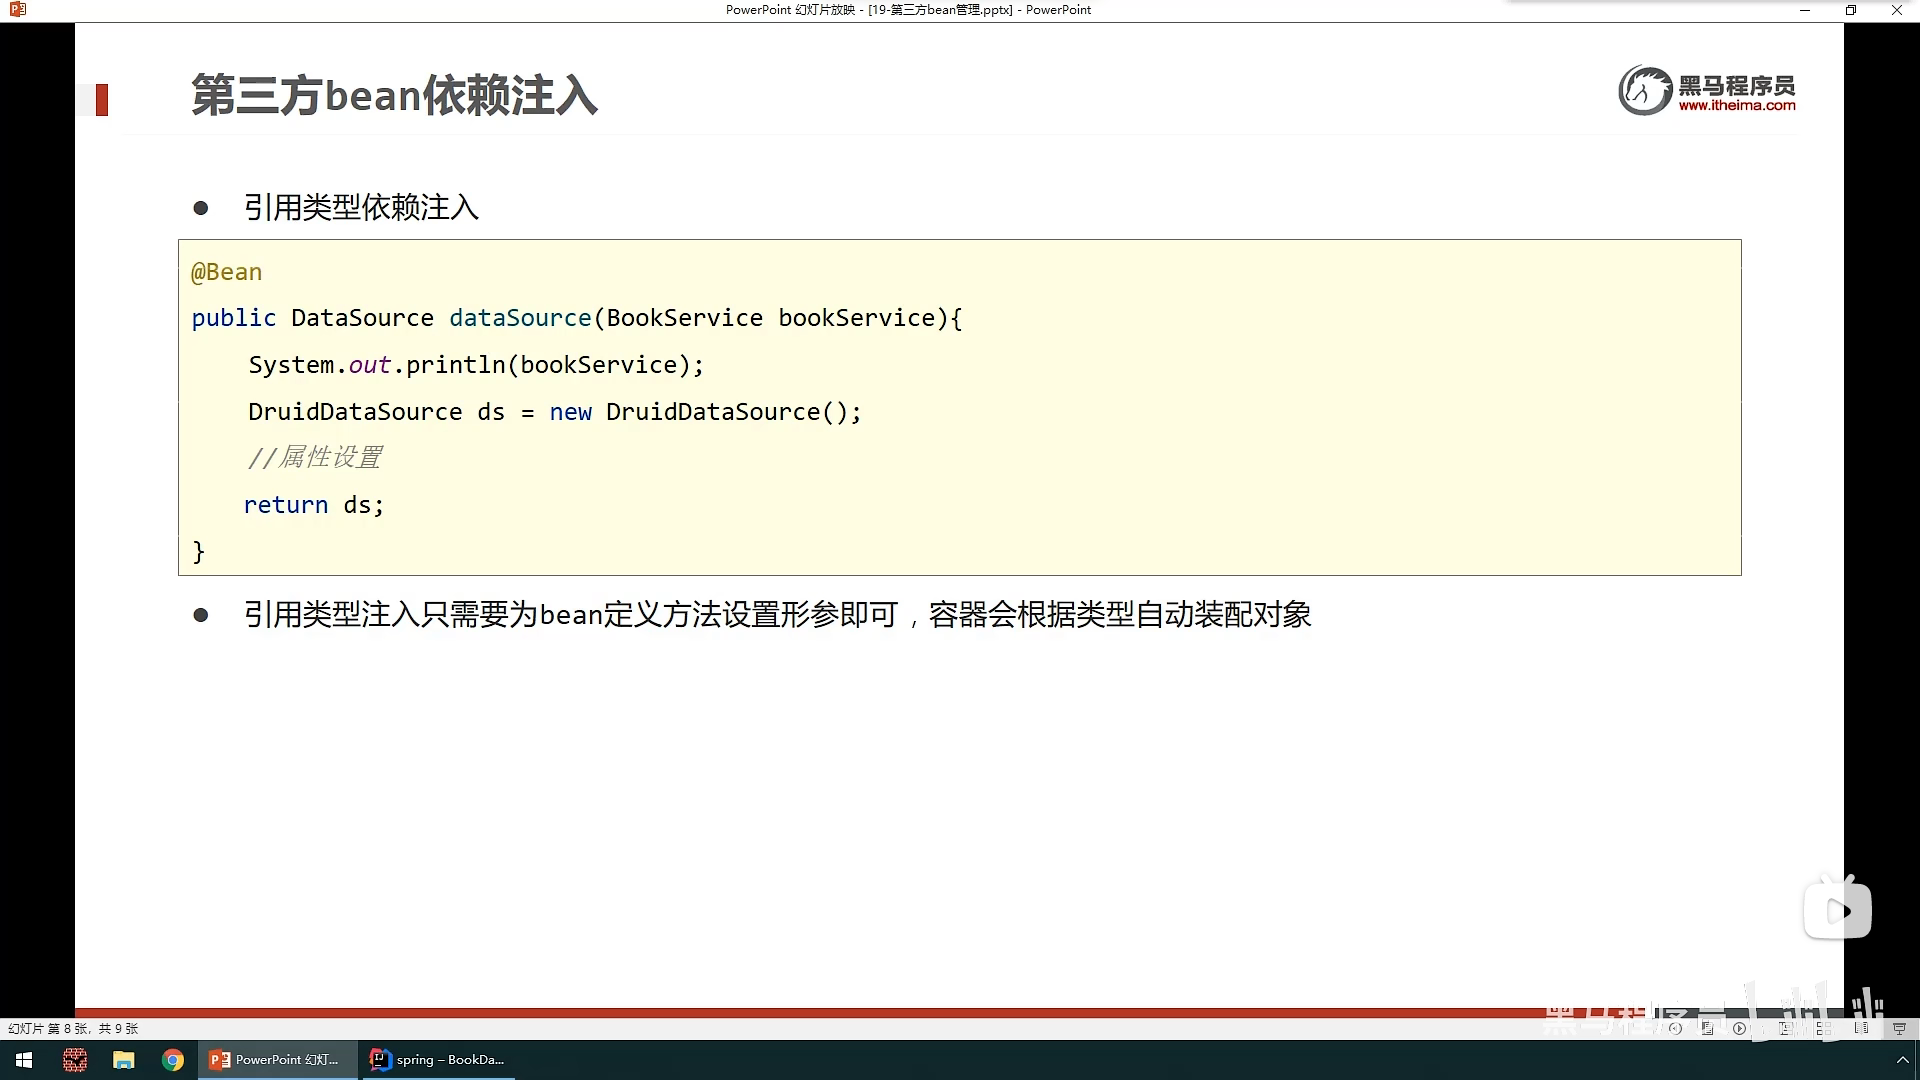 PowerPoint 幻灯片放映 - [19-第三方bean管理.pptx] - PowerPoint
第三方bean依赖注入
黑马程序员
www.itheima.com
● 引用类型依赖注入
@Bean
public DataSource dataSource(BookService bookService){
    System.out.println(bookService);
    DruidDataSource ds = new DruidDataSource();
    //属性设置
    return ds;
}
● 引用类型注入只需要为bean定义方法设置形参即可，容器会根据类型自动装配对象
黑马程序员
幻灯片 第 8 张，共 9 张
PowerPoint 幻灯...
spring – BookDa...